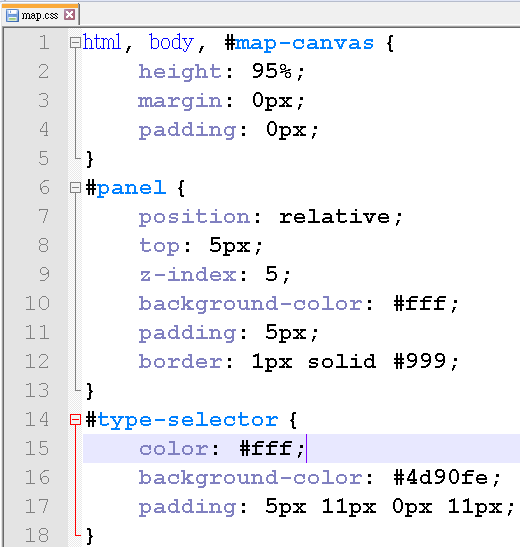 map.css
1 html, body, #map-canvas {
2 height: 95%;
3 margin: 0px;
4 padding: 0px;
5 }
6 #panel {
7 position: relative;
8 top: 5px;
9 z-index: 5;
10 background-color: #fff;
11 padding: 5px;
12 border: 1px solid #999;
13 }
14 #type-selector {
15 color: #fff;
16 background-color: #4d90fe;
17 padding: 5px 11px 0px 11px;
18 }